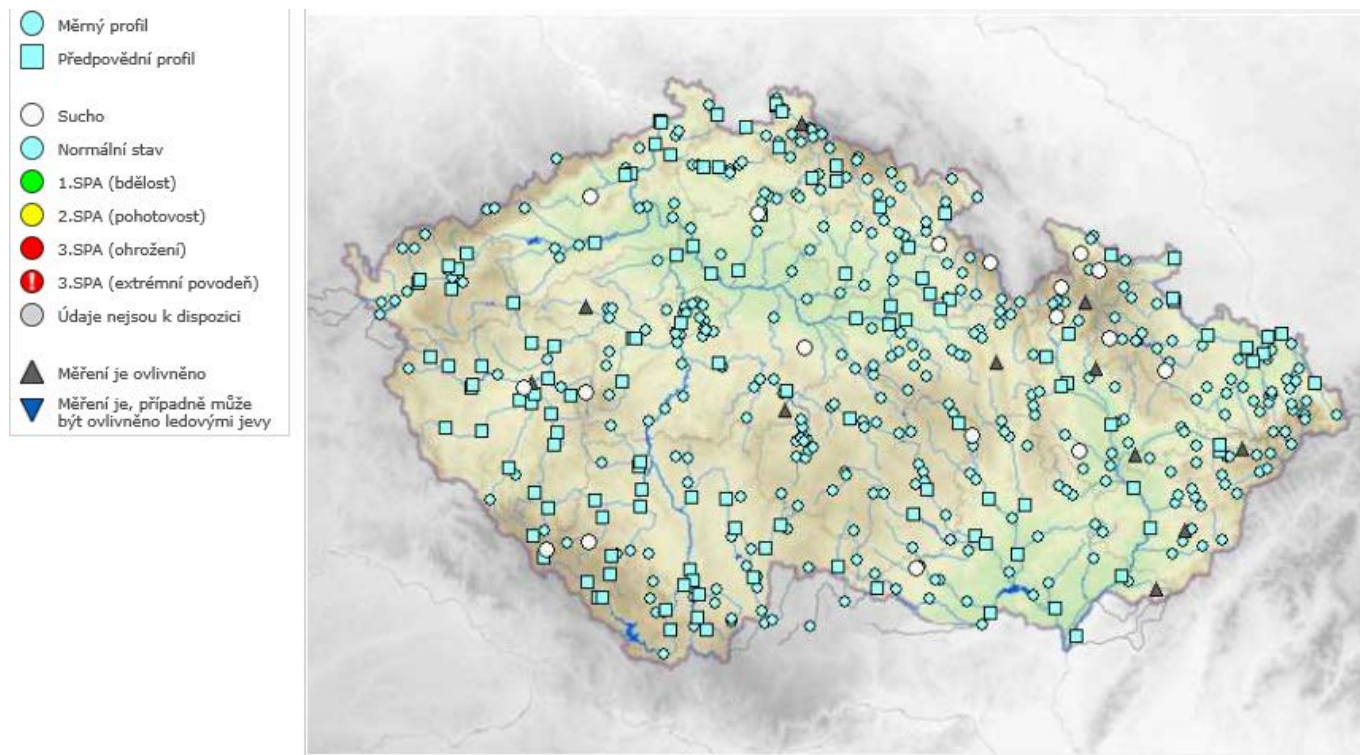 Měrný profil
Předpovědní profil
Sucho
Normální stav
1.SPA (bdělost)
2.SPA (pohotovost)
3.SPA (ohrožení)
3.SPA (extrémní povodeň)
Údaje nejsou k dispozici
Měření je ovlivněno
Měření je, případně může
být ovlivněno ledovými jevy